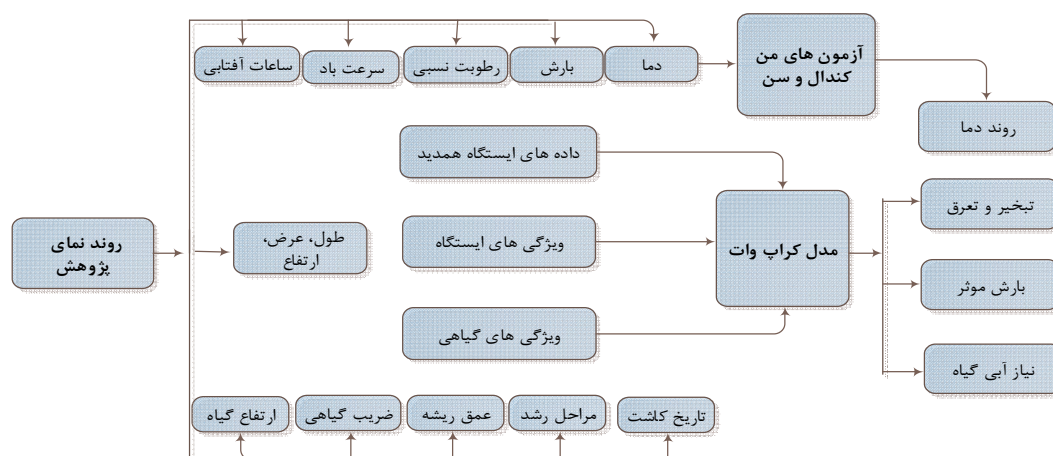 ساعات آفتابی
سرعت باد
رطوبت نسبی
بارش
دما
آزمون های من
کندال و سن
روند دما
داده های ایستگاه همدید
ویژگی های ایستگاه
ویژگی های گیاهی
مدل کراپ وات
تبخیر و تعرق
بارش موثر
نیاز آبی گیاه
روند نمای
پژوهش
طول، عرض،
ارتفاع
ارتفاع گیاه
ضریب گیاهی
عمق ریشه
مراحل رشد
تاریخ کاشت